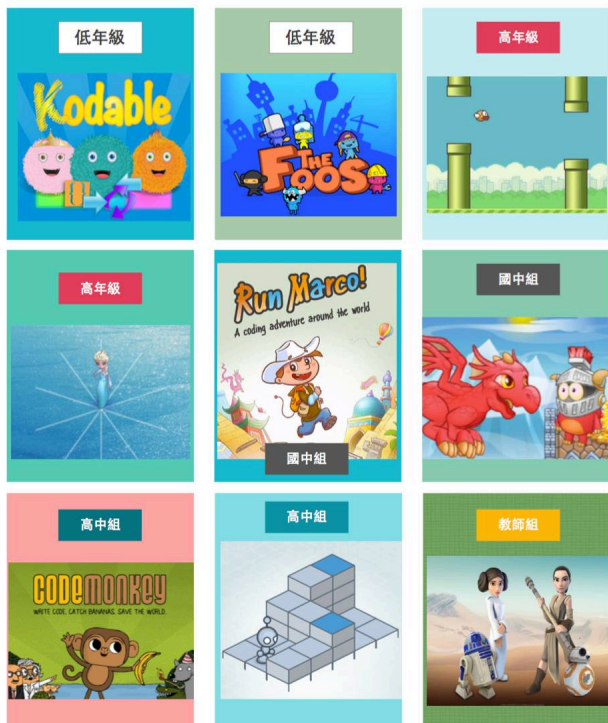 低年級
Kodable
低年級
THE
FOOS
高年級
高年級
Run Marco!
A coding adventure around the world
國中組
國中組
高中組
CODEMONKEY
WRITE CODE. CATCH BANANAS. SAVE THE WORLD.
高中組
教師組